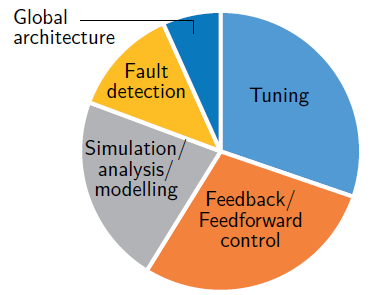 Global
architecture
Fault
detection
Tuning
Simulation/
analysis/
modelling
Feedback/
Feedforward
control